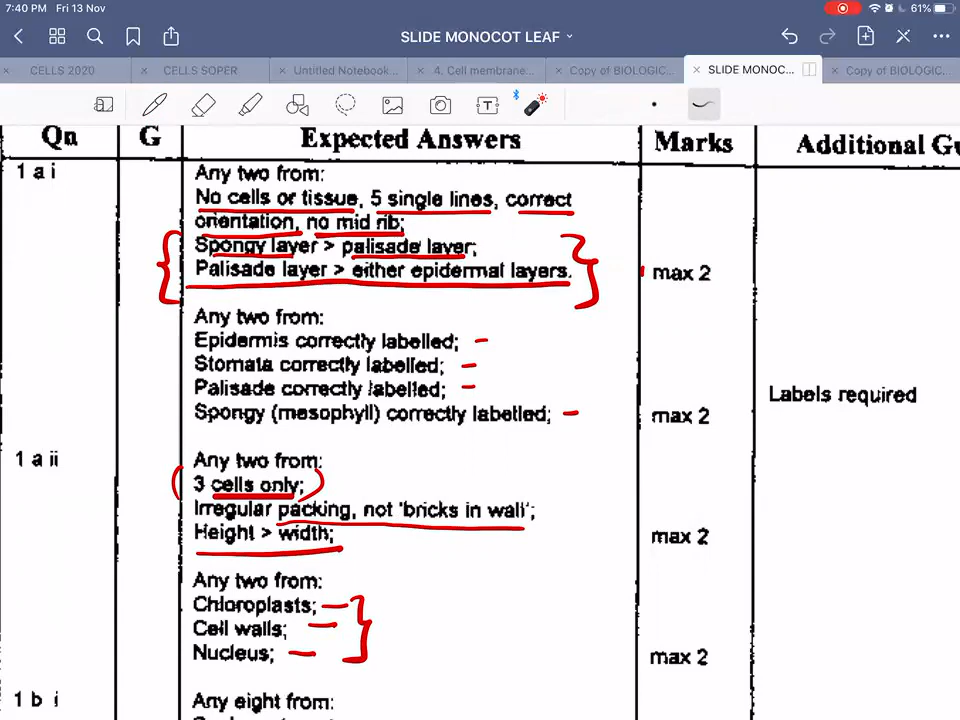 7:40 PM Fri 13 Nov
61%
SLIDE MONOCOT LEAF
CELLS 2020
CELLS SOPER
Untitled Notebook...
4. Cell membrane...
Copy of BIOLOGIC...
SLIDE MONOC...
Copy of BIOLOGIC...
Qn G Expected Answers Marks Additional Gu
1 a i
Any two from:
No cells or tissue, 5 single lines, correct
orientation, no mid rib;
Spongy layer > palisade layer;
Palisade layer > either epidermal layers.
max 2
Any two from:
Epidermis correctly labelled;
Stomata correctly labelled;
Palisade correctly labelled;
Spongy (mesophyll) correctly labelled;
max 2
Labels required
1 a ii
Any two from:
3 cells only;
Irregular packing, not 'bricks in wall';
Height > width;
max 2
Any two from:
Chloroplasts;
Cell walls;
Nucleus;
max 2
1 b i
Any eight from: